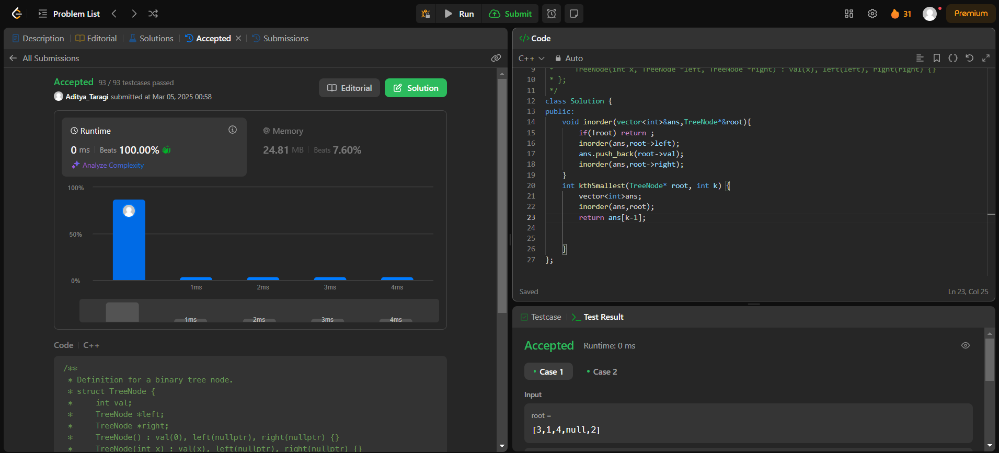 Problem List
Run
Submit
31
Premium
Description
Editorial
Solutions
Accepted
Submissions
All Submissions
Accepted 93 / 93 testcases passed
Aditya_Taragi submitted at Mar 05, 2025 00:58
Editorial
Solution
Runtime
0 ms | Beats 100.00%
Analyze Complexity
Memory
24.81 MB | Beats 7.60%
100%
50%
0%
1ms 2ms 3ms 4ms
1ms 2ms 3ms 4ms
Code | C++
/**
 * Definition for a binary tree node.
 * struct TreeNode {
 *     int val;
 *     TreeNode *left;
 *     TreeNode *right;
 *     TreeNode() : val(0), left(nullptr), right(nullptr) {}
 *     TreeNode(int x) : val(x), left(nullptr), right(nullptr) {}
</> Code
C++ Auto
9 *     TreeNode(int x, TreeNode *left, TreeNode *right) : val(x), left(left), right(right) {}
10 * };
11 */
12 class Solution {
13 public:
14     void inorder(vector<int>&ans,TreeNode*&root){
15         if(!root) return ;
16         inorder(ans,root->left);
17         ans.push_back(root->val);
18         inorder(ans,root->right);
19     }
20     int kthSmallest(TreeNode* root, int k) {
21         vector<int>ans;
22         inorder(ans,root);
23         return ans[k-1];
24
25
26     }
27 };
Saved
Ln 23, Col 25
Testcase
Test Result
Accepted Runtime: 0 ms
Case 1
Case 2
Input
root =
[3,1,4,null,2]